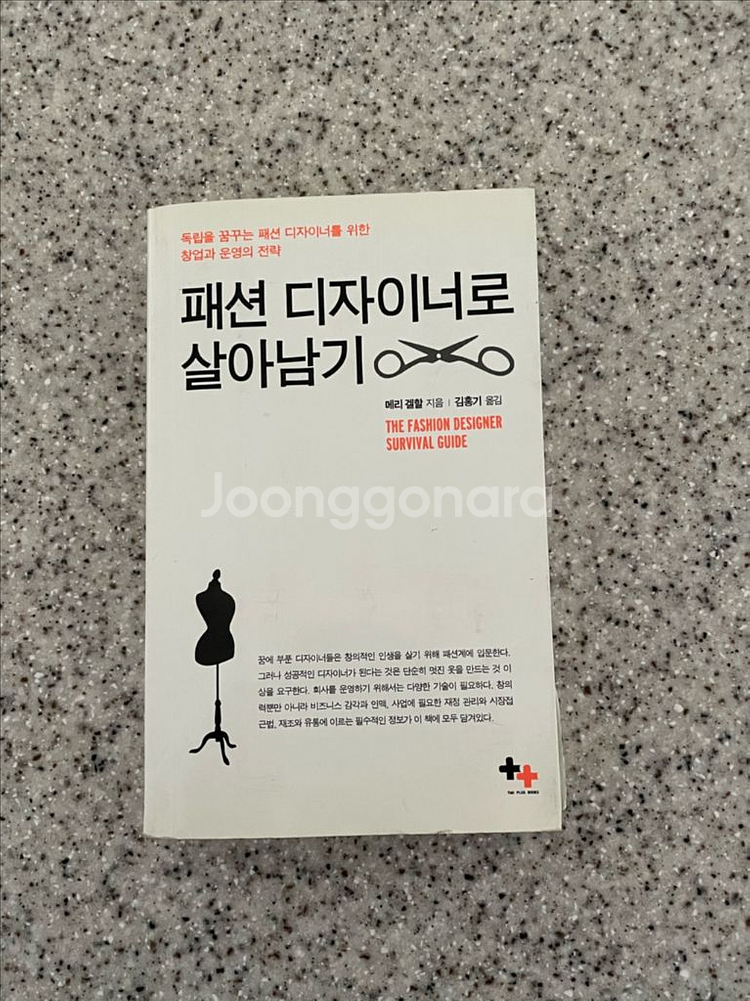 독립을 꿈꾸는 패션 디자이너를 위한
창업과 운영의 전략
패션 디자이너로
살아남기
메리 겔할 지음 | 김홍기 옮김
THE FASHION DESIGNER
SURVIVAL GUIDE
Joonggonara
꿈에 부푼 디자이너들은 창의적인 인생을 살기 위해 패션계에 입문한다.
그러나 성공적인 디자이너가 된다는 것은 단순히 멋진 옷을 만드는 것 이
상을 요구한다. 회사를 운영하기 위해서는 다양한 기술이 필요하다. 창의
력뿐만 아니라 비즈니스 감각과 인맥, 사업에 필요한 재정 관리와 시장접
근법, 재조와 유통에 이르는 필수적인 정보가 이 책에 모두 담겨있다.
TWO PLUS BOOKS